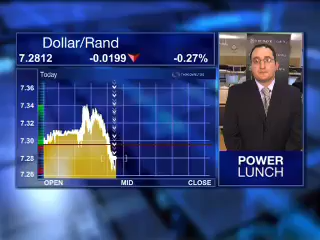 Dollar/Rand
7.2812 -0.0199 -0.27%
Today
7.36
7.34
7.32
7.30
7.28
7.26
OPEN MID CLOSE
POWER
LUNCH